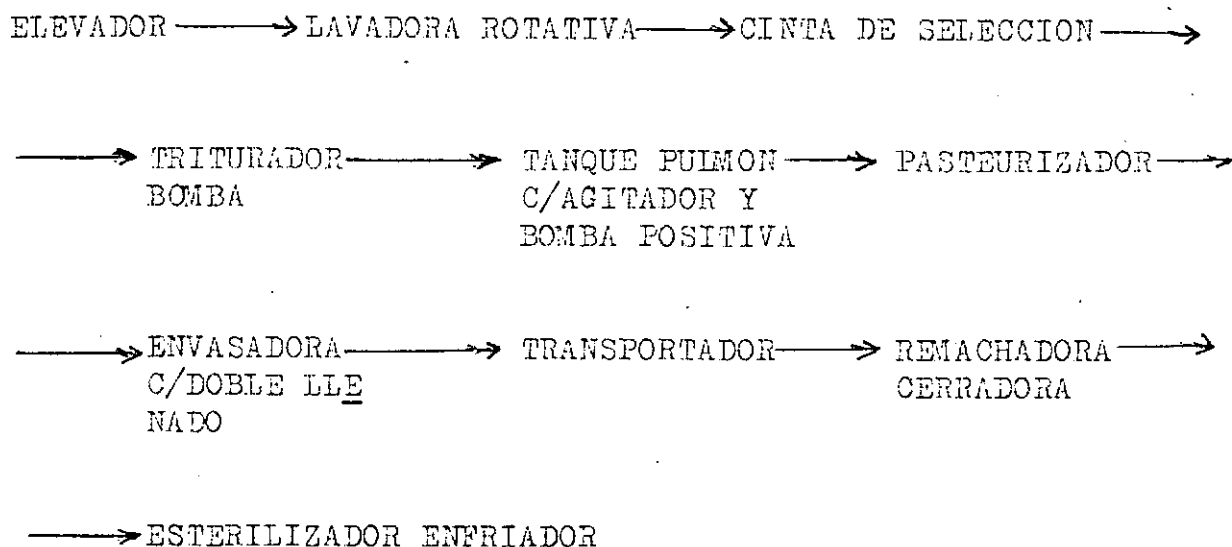 ELEVADOR → LAVADORA ROTATIVA → CINTA DE SELECCION →
→ TRITURADOR → TANQUE PULMON → PASTEURIZADOR →
BOMBA C/AGITADOR Y
BOMBA POSITIVA
→ ENVASADORA → TRANSPORTADOR → REMACHADORA →
C/DOBLE LLE CERRADORA
NADO
→ ESTERILIZADOR ENFRIADOR